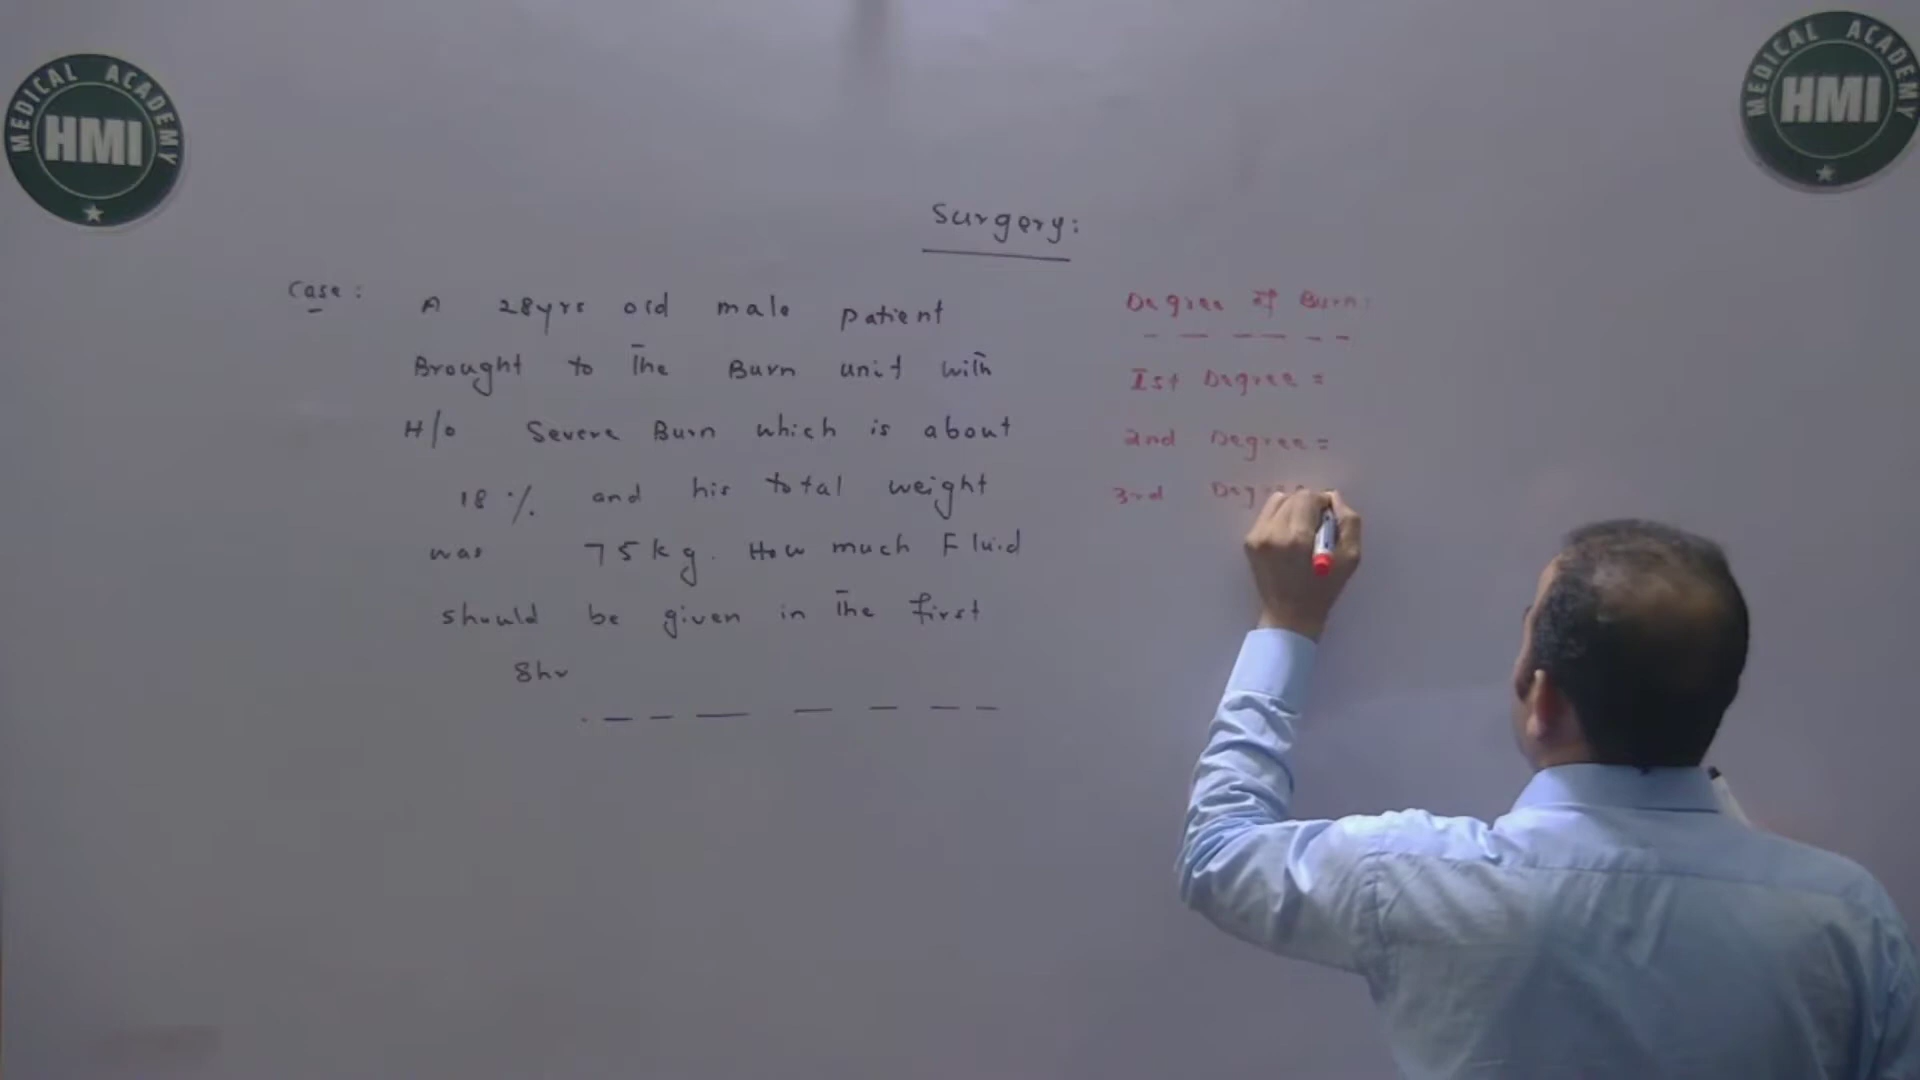 MEDICAL ACADEMY
HMI
MEDICAL ACADEMY
HMI
Surgery:
Case: A 28yrs old male patient
Brought to The Burn unit with
H/o Severe Burn which is about
18 % and his total weight
was 75kg. How much Fluid
should be given in The first
8hr
Degree of Burn:
Ist Degree =
2nd Degree =
3rd